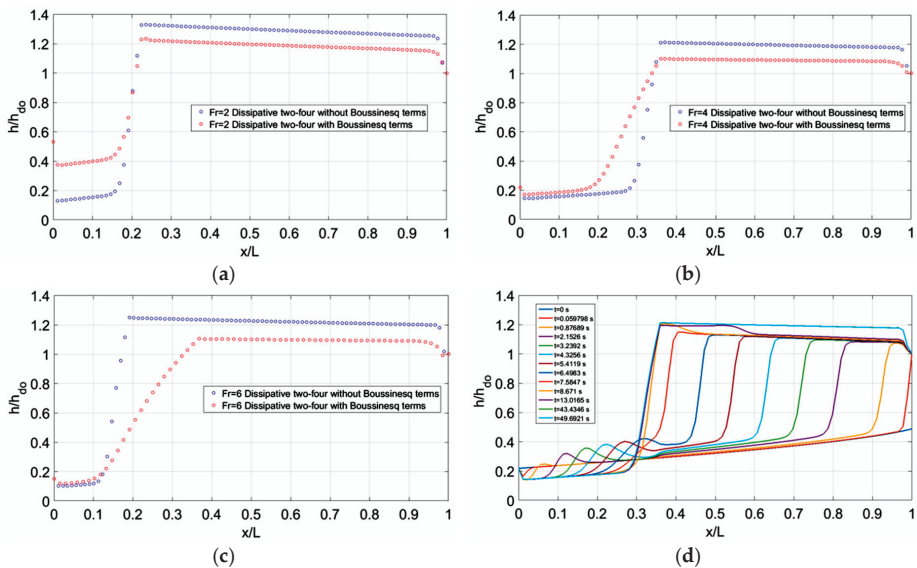 1.4
1.2
1
0.8
0.6
0.4
0.2
0
h/h_do
Fr=2 Dissipative two-four without Boussinesq terms
Fr=2 Dissipative two-four with Boussinesq terms
0 0.1 0.2 0.3 0.4 0.5 0.6 0.7 0.8 0.9 1
x/L
(a)
1.4
1.2
1
0.8
0.6
0.4
0.2
0
h/h_do
Fr=4 Dissipative two-four without Boussinesq terms
Fr=4 Dissipative two-four with Boussinesq terms
0 0.1 0.2 0.3 0.4 0.5 0.6 0.7 0.8 0.9 1
x/L
(b)
1.4
1.2
1
0.8
0.6
0.4
0.2
0
h/h_do
Fr=6 Dissipative two-four without Boussinesq terms
Fr=6 Dissipative two-four with Boussinesq terms
0 0.1 0.2 0.3 0.4 0.5 0.6 0.7 0.8 0.9 1
x/L
(c)
1.4
1.2
1
0.8
0.6
0.4
0.2
0
h/h_do
t=0 s
t=0.059798 s
t=0.87689 s
t=2.1526 s
t=3.2392 s
t=4.3256 s
t=5.4119 s
t=6.4983 s
t=7.5847 s
t=8.671 s
t=13.0165 s
t=43.4346 s
t=49.6921 s
0 0.1 0.2 0.3 0.4 0.5 0.6 0.7 0.8 0.9 1
x/L
(d)